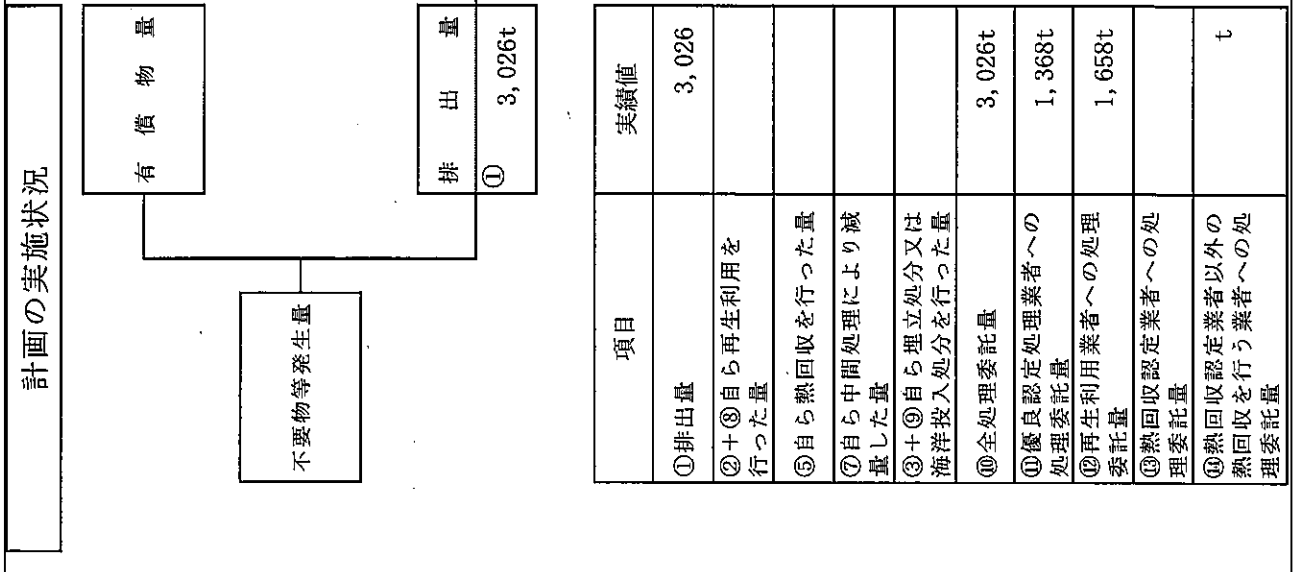 計画の実施状況
有償物量
不要物等発生量
排出量
①
3,026t
項目
実績値
①排出量
3,026
②+⑧自ら再生利用を
行った量
⑤自ら熱回収を行った量
⑦自ら中間処理により減
量した量
③+⑨自ら埋立処分又は
海洋投入処分を行った量
⑩全処理委託量
3,026t
⑪優良認定処理業者への
処理委託量
1,368t
⑫再生利用業者への処理
委託量
1,658t
⑬熱回収認定業者への処
理委託量
⑭熱回収認定業者以外の
熱回収を行う業者への処
理委託量
t